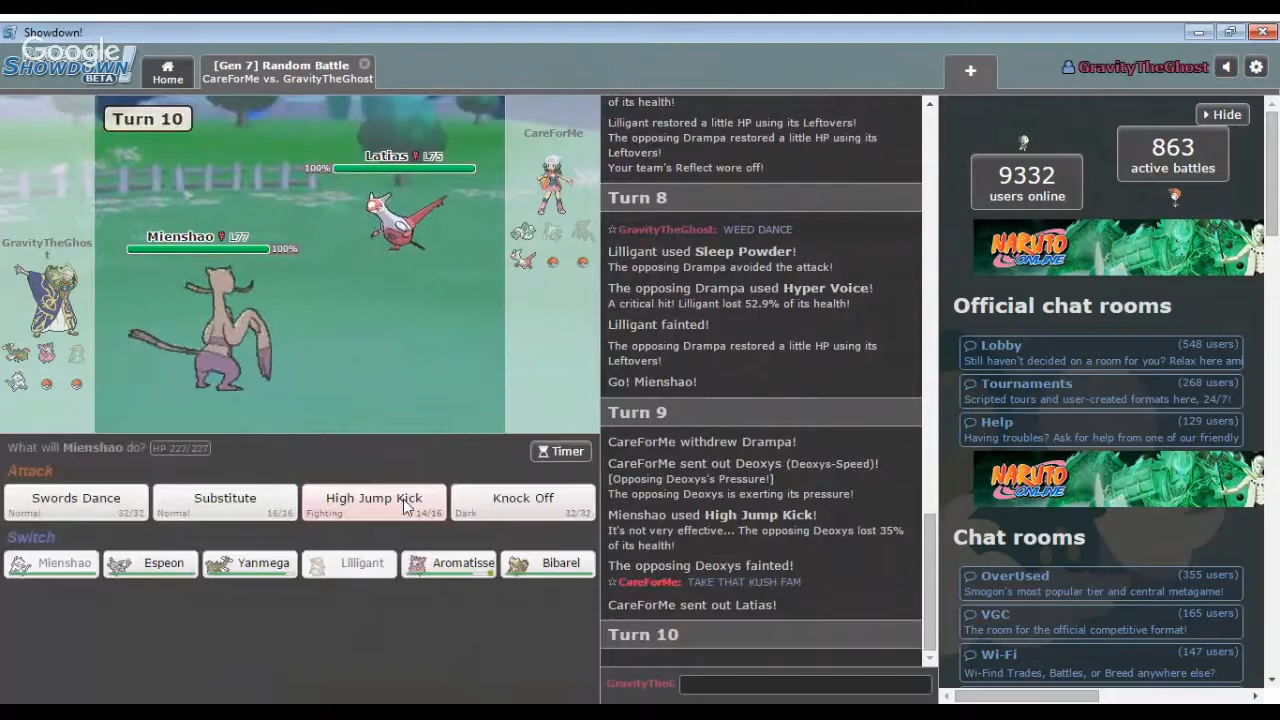 Showdown!
Google
SHOWDOWN!
BETA
Home
[Gen 7] Random Battle
CareForMe vs. GravityTheGhost
+
GravityTheGhost
Turn 10
Latias L75
100%
Mienshao L77
100%
CareForMe
GravityTheGhos
t
of its health!
Lilligant restored a little HP using its Leftovers!
The opposing Drampa restored a little HP using its
Leftovers!
Your team's Reflect wore off!
Turn 8
☆GravityTheGhost: WEED DANCE
Lilligant used Sleep Powder!
The opposing Drampa avoided the attack!
The opposing Drampa used Hyper Voice!
A critical hit! Lilligant lost 52.9% of its health!
Lilligant fainted!
The opposing Drampa restored a little HP using its
Leftovers!
Go! Mienshao!
Turn 9
CareForMe withdrew Drampa!
CareForMe sent out Deoxys (Deoxys-Speed)!
[Opposing Deoxys's Pressure!]
The opposing Deoxys is exerting its pressure!
Mienshao used High Jump Kick!
It's not very effective... The opposing Deoxys lost 35%
of its health!
The opposing Deoxys fainted!
☆CareForMe: TAKE THAT KUSH FAM
CareForMe sent out Latias!
Turn 10
GravityTheG
What will Mienshao do? HP 227/227
Timer
Attack
Swords Dance
Normal 32/32
Substitute
Normal 16/16
High Jump Kick
Fighting 14/16
Knock Off
Dark 32/32
Switch
Mienshao
Espeon
Yanmega
Lilligant
Aromatisse
Bibarel
Hide
9332
users online
863
active battles
NARUTO
ONLINE
Official chat rooms
Lobby (548 users)
Still haven't decided on a room for you? Relax here ami
Tournaments (268 users)
Scripted tours and user-created formats here, 24/7!
Help (129 users)
Having troubles? Ask for help from one of our friendly
NARUTO
ONLINE
Chat rooms
OverUsed (355 users)
Smogon's most popular tier and central metagame!
VGC (165 users)
The room for the official competitive format!
Wi-Fi (147 users)
Wi-Find Trades, Battles, or Breed anywhere else?